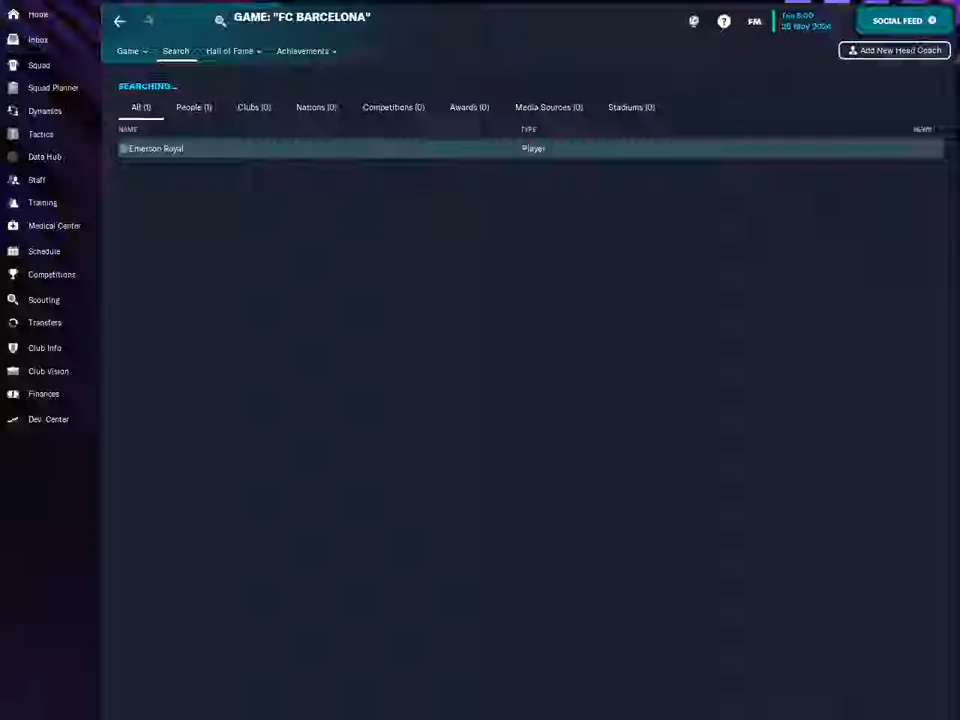 Home
Inbox
Squad
Squad Planner
Dynamics
Tactics
Data Hub
Staff
Training
Medical Center
Schedule
Competitions
Scouting
Transfers
Club Info
Club Vision
Finances
Dev. Center
GAME: "FC BARCELONA"
? FM
SOCIAL FEED
Game Search Hall of Fame Achievements
Add New Head Coach
SEARCHING...
All (1) People (1) Clubs (0) Nations (0) Competitions (0) Awards (0) Media Sources (0) Stadiums (0)
NAME TYPE NEWS
Emerson Royal Player